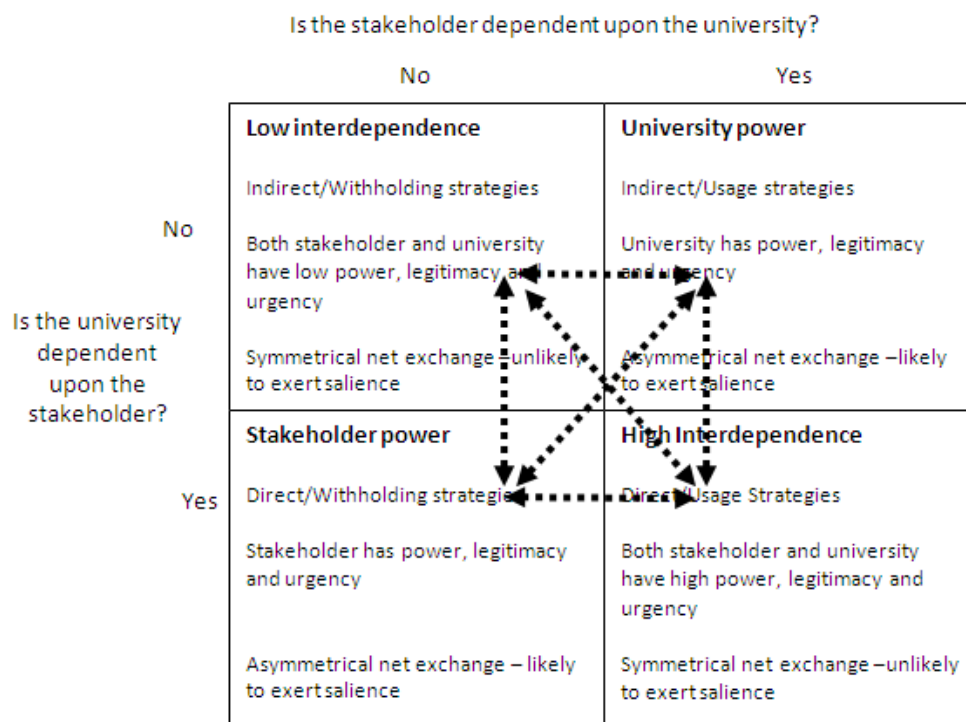 Is the stakeholder dependent upon the university?
No
Yes
No
Is the university
dependent
upon the
stakeholder?
Yes
Low interdependence
Indirect/Withholding strategies
Both stakeholder and university
have low power, legitimacy and
urgency
Symmetrical net exchange –unlikely
to exert salience
University power
Indirect/Usage strategies
University has power, legitimacy
and urgency
Asymmetrical net exchange –likely
to exert salience
Stakeholder power
Direct/Withholding strategies
Stakeholder has power, legitimacy
and urgency
Asymmetrical net exchange – likely
to exert salience
High Interdependence
Direct/Usage Strategies
Both stakeholder and university
have high power, legitimacy and
urgency
Symmetrical net exchange –unlikely
to exert salience